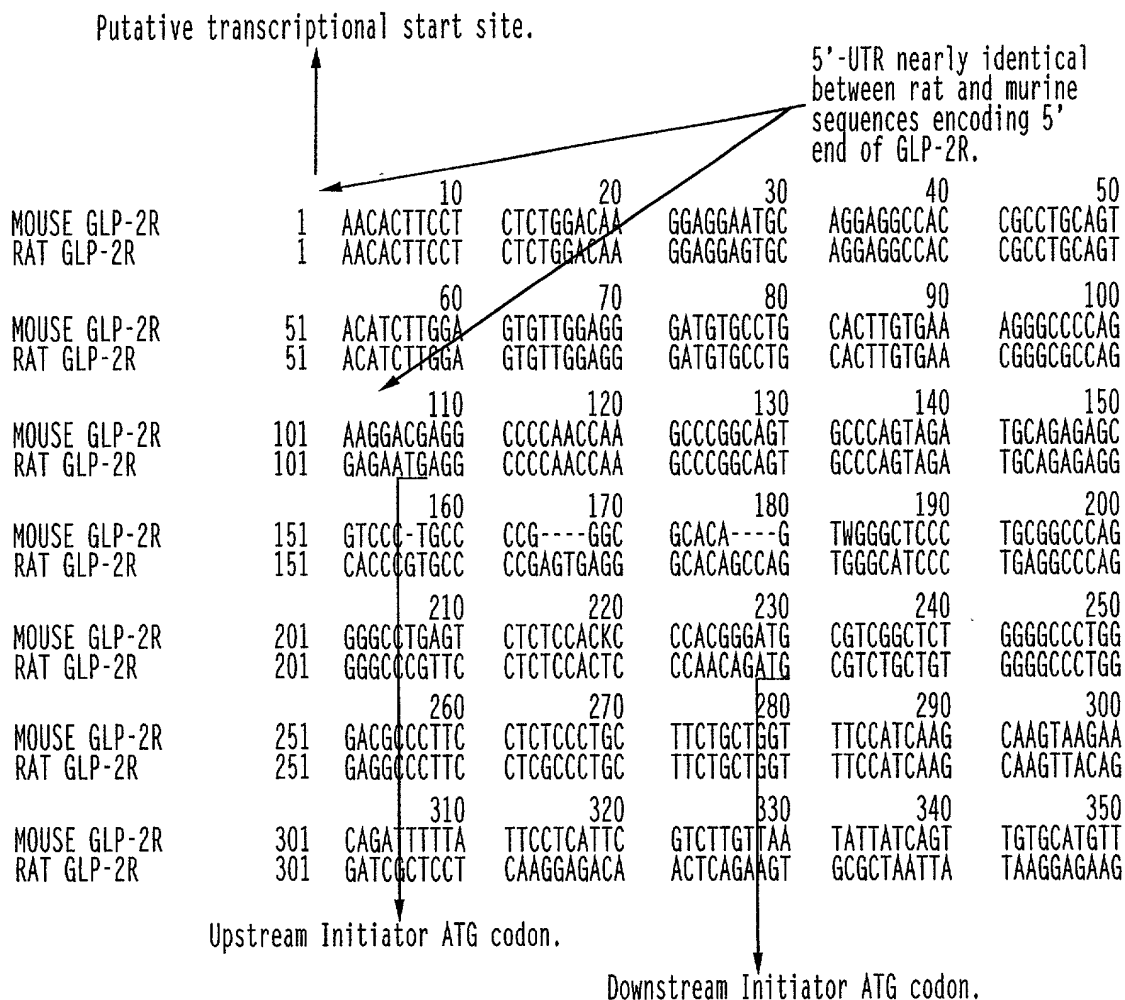 Putative transcriptional start site.
5'-UTR nearly identical
between rat and murine
sequences encoding 5'
end of GLP-2R.
10 20 30 40 50
MOUSE GLP-2R 1 AACACTTCCT CTCTGGACAA GGAGGAATGC AGGAGGCCAC CGCCTGCAGT
RAT GLP-2R 1 AACACTTCCT CTCTGGACAA GGAGGAGTGC AGGAGGCCAC CGCCTGCAGT
60 70 80 90 100
MOUSE GLP-2R 51 ACATCTTGGA GTGTTGGAGG GATGTGCCTG CACTTGTGAA AGGGCCCCAG
RAT GLP-2R 51 ACATCTTGGA GTGTTGGAGG GATGTGCCTG CACTTGTGAA CGGGCGCCAG
110 120 130 140 150
MOUSE GLP-2R 101 AAGGACGAGG CCCCAACCAA GCCCGGCAGT GCCCAGTAGA TGCAGAGAGC
RAT GLP-2R 101 GAGAATGAGG CCCCAACCAA GCCCGGCAGT GCCCAGTAGA TGCAGAGAGG
160 170 180 190 200
MOUSE GLP-2R 151 GTCCC-TGCC CCG----GGC GCACA----G TWGGGCTCCC TGCGGCCCAG
RAT GLP-2R 151 CACCCGTGCC CCGAGTGAGG GCACAGCCAG TGGGCATCCC TGAGGCCCAG
210 220 230 240 250
MOUSE GLP-2R 201 GGGCCTGAGT CTCTCCACKC CCACGGGATG CGTCGGCTCT GGGGCCCTGG
RAT GLP-2R 201 GGGCCCGTTC CTCTCCACTC CCAACAGATG CGTCTGCTGT GGGGCCCTGG
260 270 280 290 300
MOUSE GLP-2R 251 GACGCCCTTC CTCTCCCTGC TTCTGCTGGT TTCCATCAAG CAAGTAAGAA
RAT GLP-2R 251 GAGGCCCTTC CTCGCCCTGC TTCTGCTGGT TTCCATCAAG CAAGTTACAG
310 320 330 340 350
MOUSE GLP-2R 301 CAGATTTTTA TTCCTCATTC GTCTTGTTAA TATTATCAGT TGTGCATGTT
RAT GLP-2R 301 GATCGCTCCT CAAGGAGACA ACTCAGAAGT GCGCTAATTA TAAGGAGAAG
Upstream Initiator ATG codon.
Downstream Initiator ATG codon.